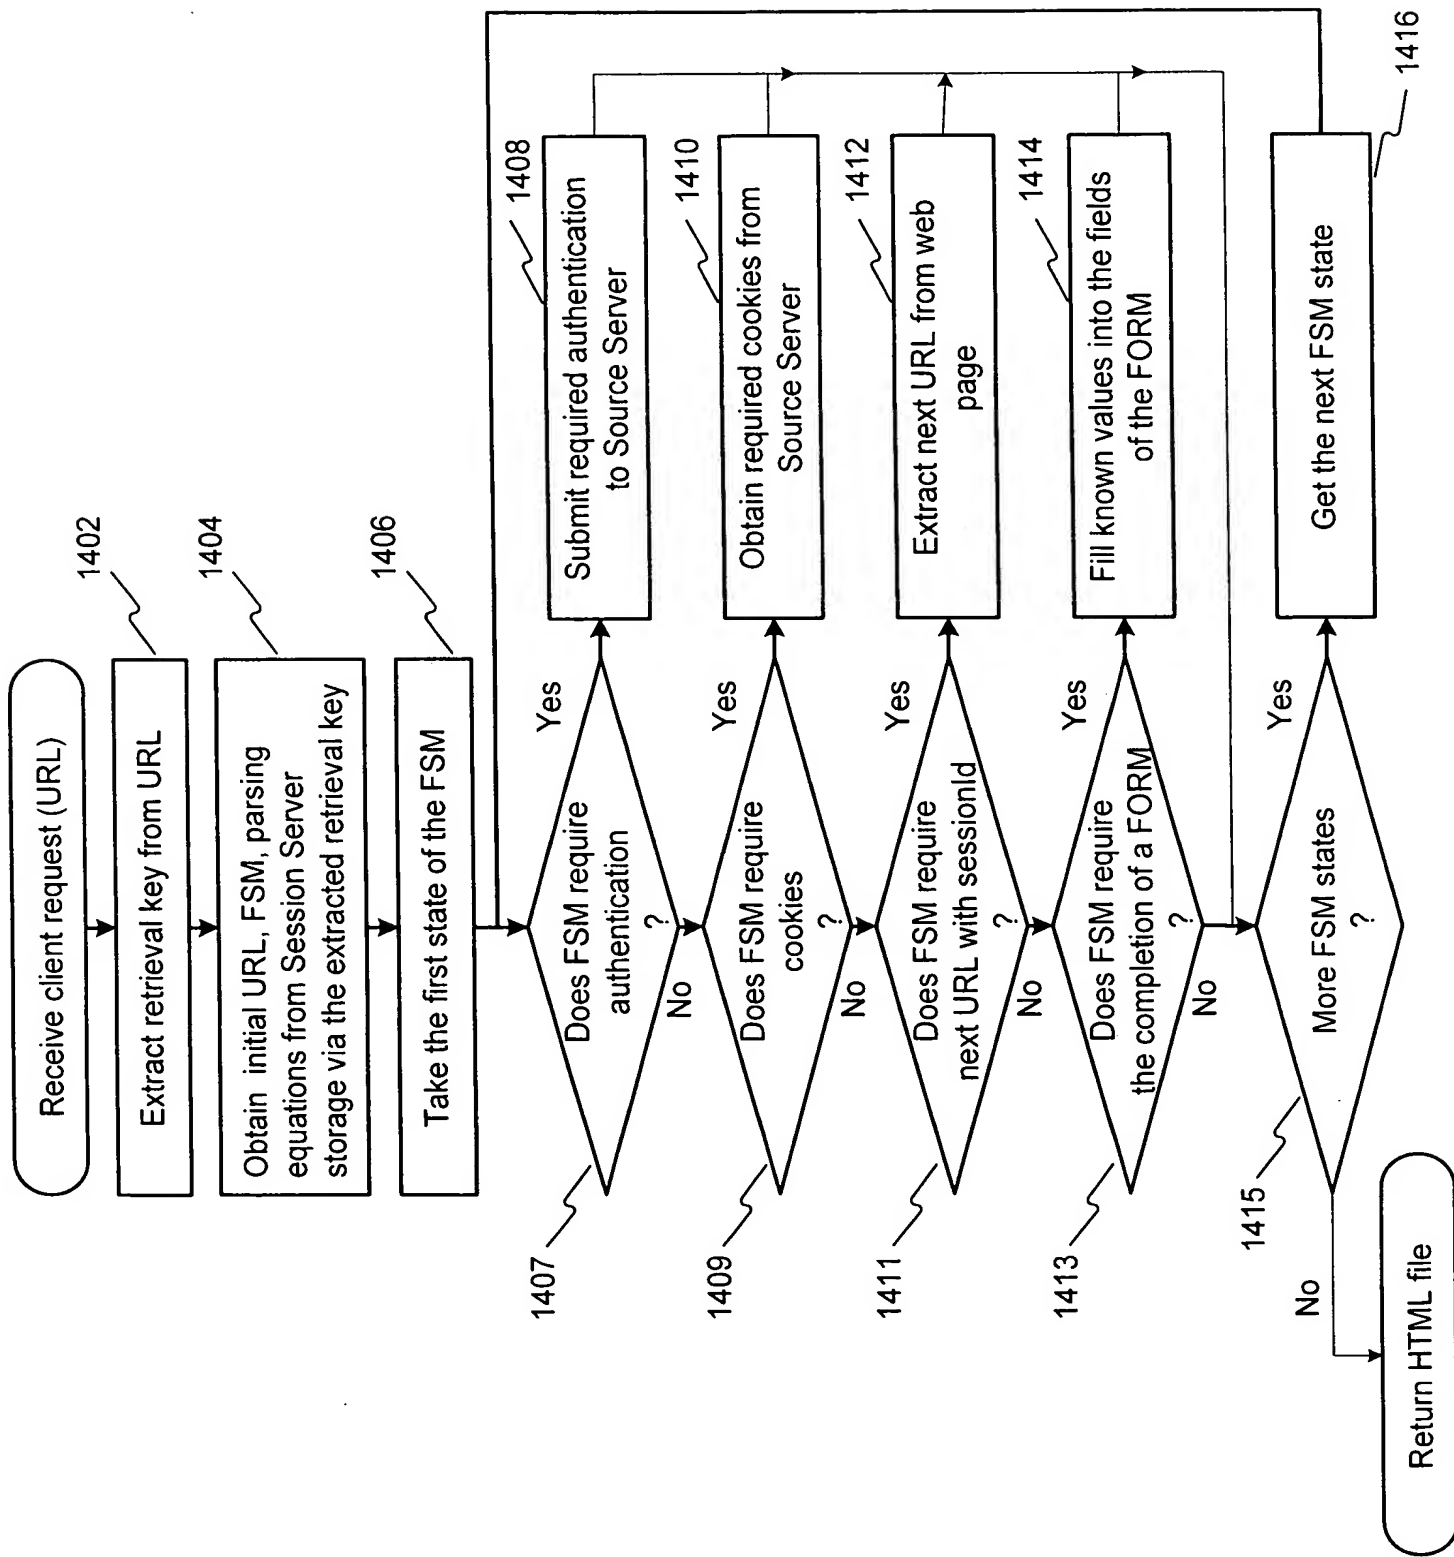 Receive client request (URL)
1402
Extract retrieval key from URL
1404
Obtain initial URL, FSM, parsing
equations from Session Server
storage via the extracted retrieval key
1406
Take the first state of the FSM
1407
Does FSM require
authentication
?
Yes
No
1408
Submit required authentication
to Source Server
1409
Does FSM require
cookies
?
Yes
No
1410
Obtain required cookies from
Source Server
1411
Does FSM require
next URL with sessionId
?
Yes
No
1412
Extract next URL from web
page
1413
Does FSM require
the completion of a FORM
?
Yes
No
1414
Fill known values into the fields
of the FORM
1415
More FSM states
?
Yes
No
1416
Get the next FSM state
Return HTML file